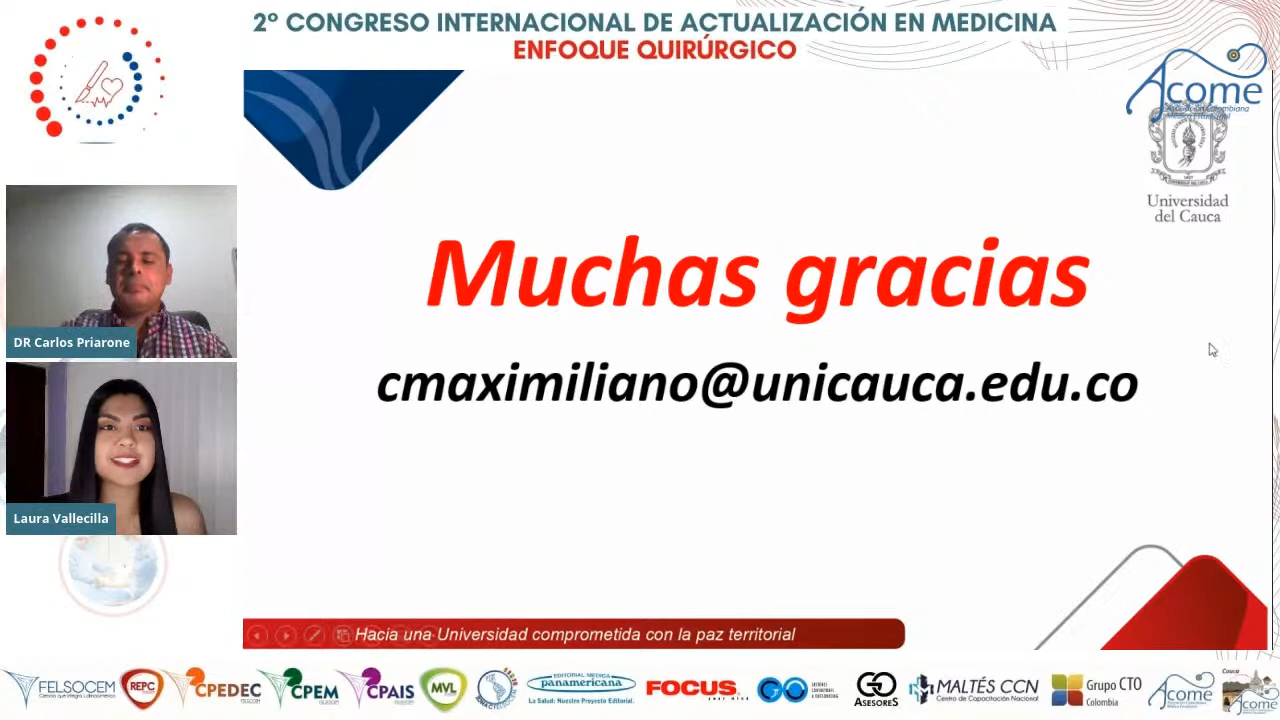 2° CONGRESO INTERNACIONAL DE ACTUALIZACIÓN EN MEDICINA
ENFOQUE QUIRÚRGICO
Acome
Universidad
del Cauca
Muchas gracias
cmaximiliano@unicauca.edu.co
DR Carlos Priarone
Laura Vallecilla
Hacia una Universidad comprometida con la paz territorial
FELSOCEM
REPC
CPEDEC
CPEM
CPAIS
MVL
EDITORIAL MEDICA
panamericana
La Salud: Nuestro Proyecto Editorial.
FOCUS
GO
ASESORES
MALTÉS CCN
Centro de Capacitación Nacional
Grupo CTO
Colombia
Acome
Cauca
Acome